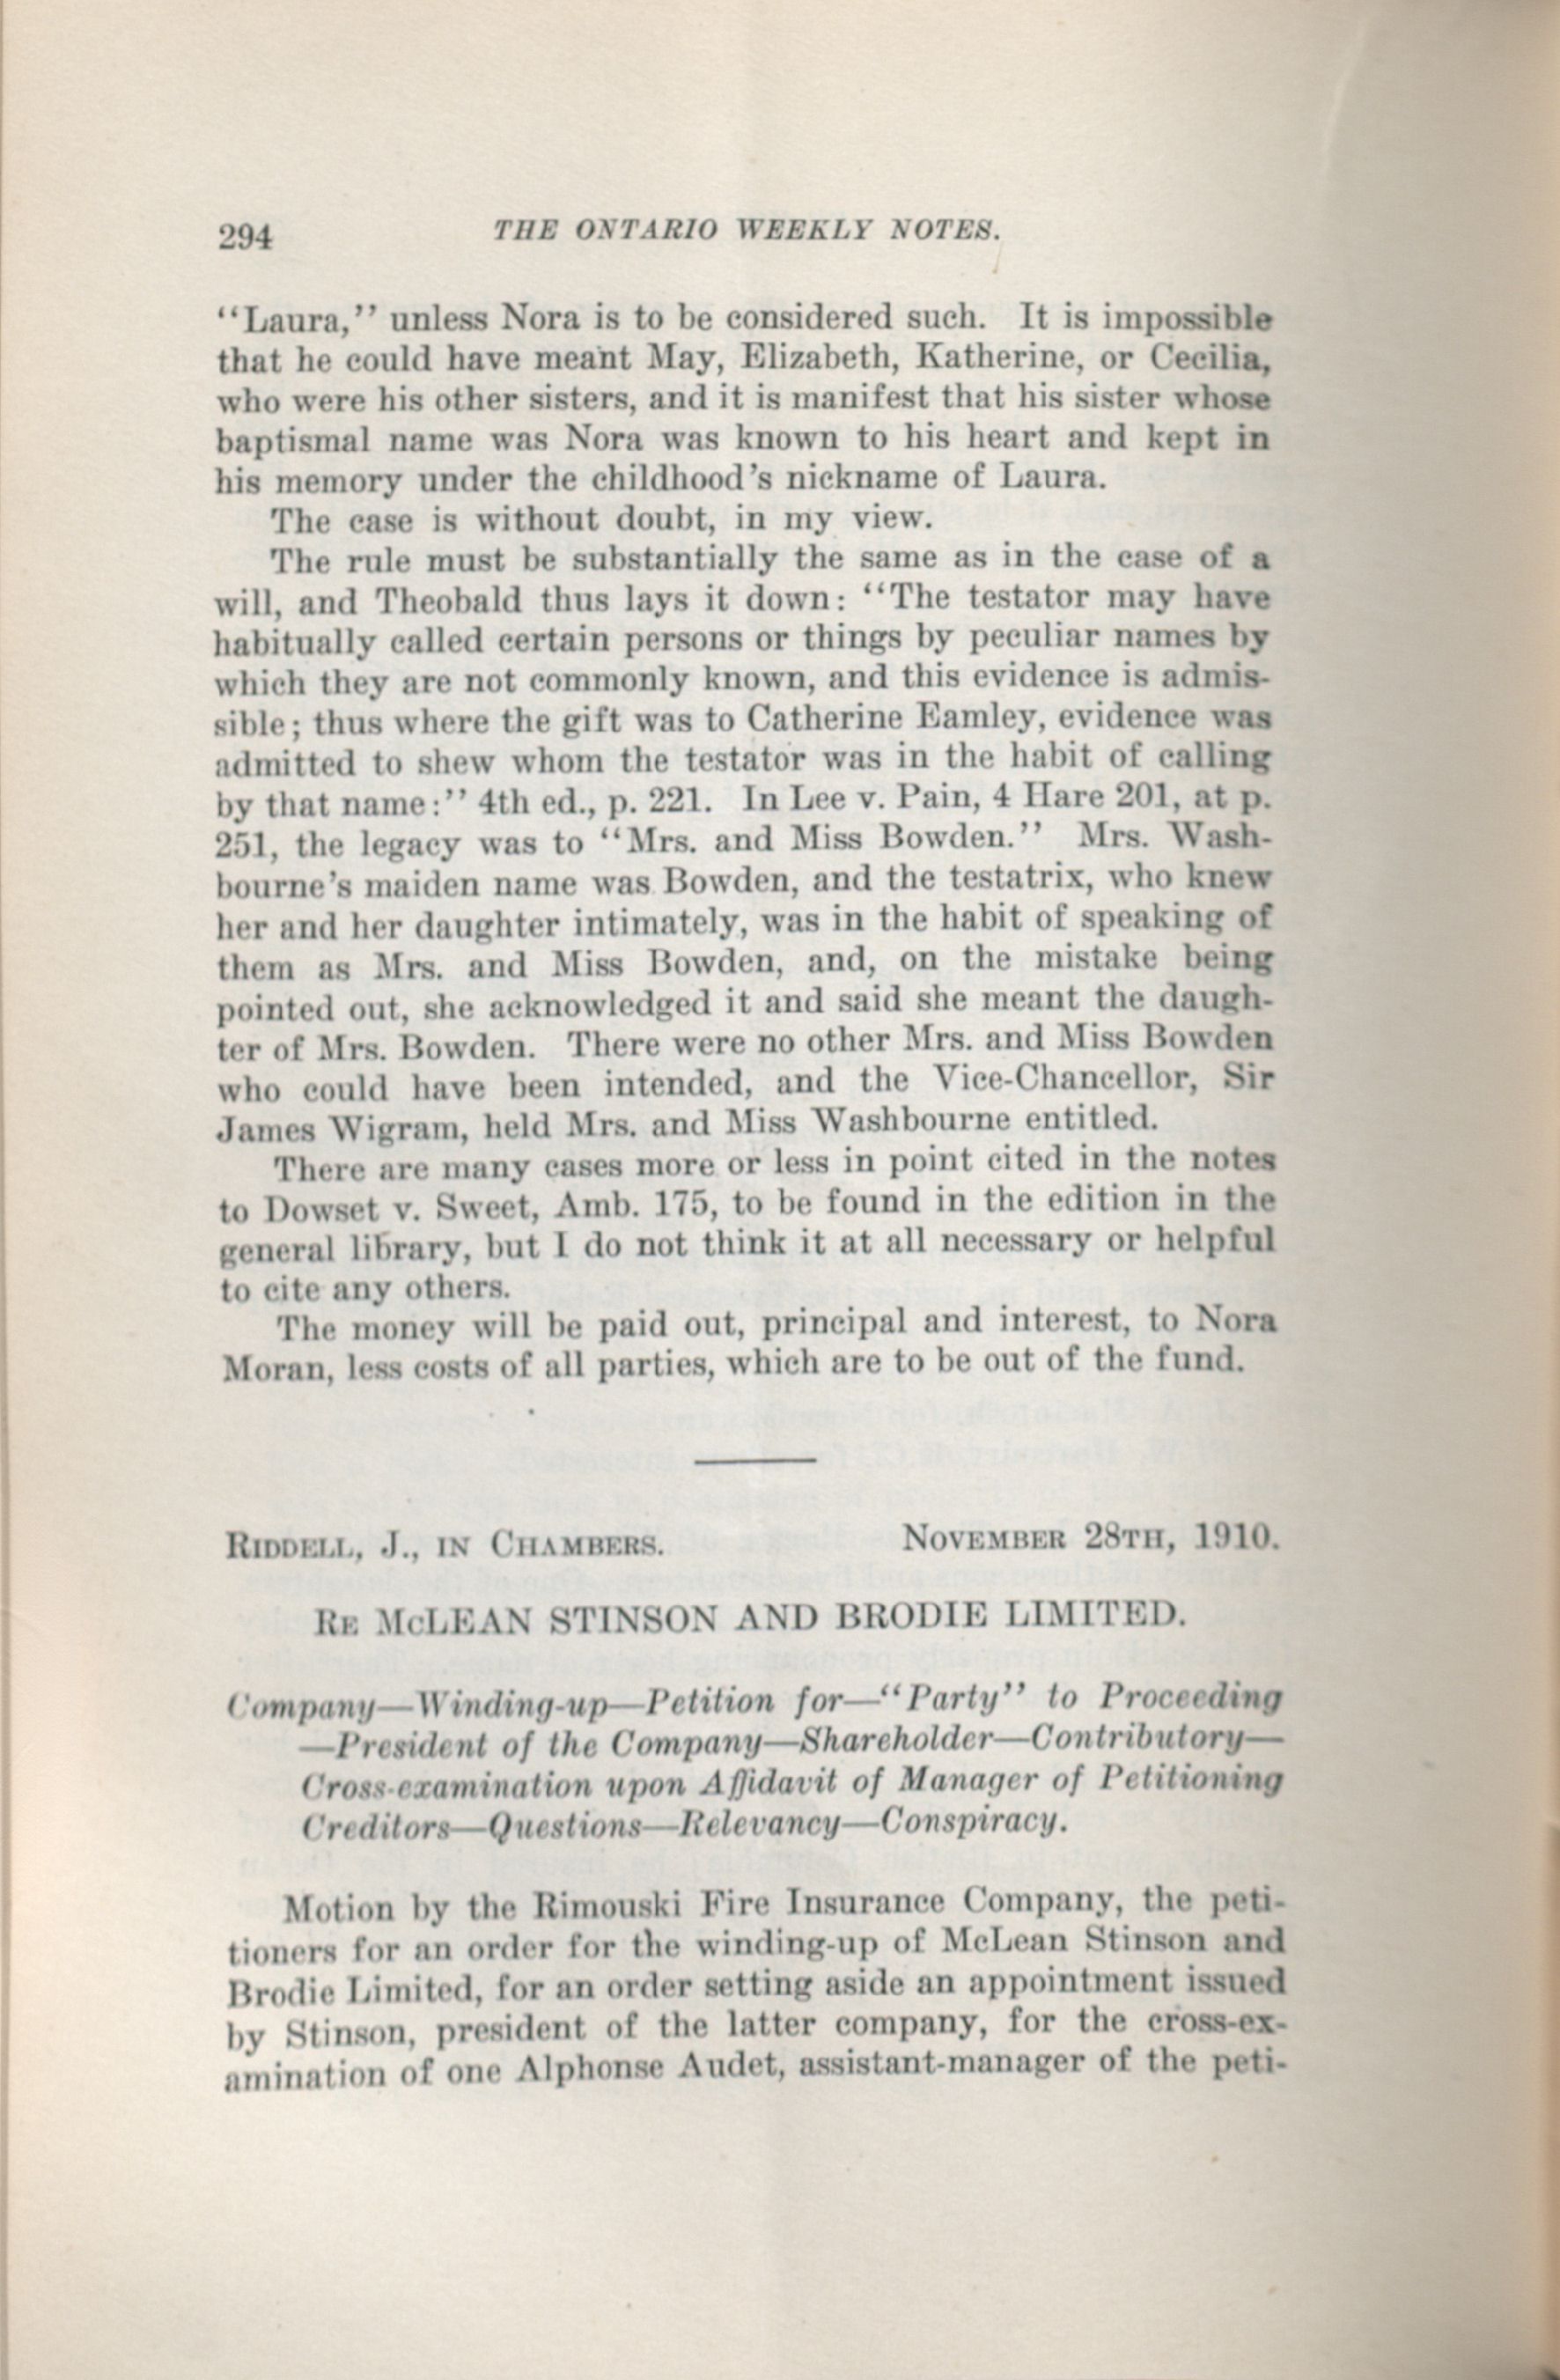 294 THE ONTARIO WEEKLY NOTES.
"Laura," unless Nora is to be considered such. It is impossible
that he could have meant May, Elizabeth, Katherine, or Cecilia,
who were his other sisters, and it is manifest that his sister whose
baptismal name was Nora was known to his heart and kept in
his memory under the childhood's nickname of Laura.
The case is without doubt, in my view.
The rule must be substantially the same as in the case of a
will, and Theobald thus lays it down: "The testator may have
habitually called certain persons or things by peculiar names by
which they are not commonly known, and this evidence is admis-
sible; thus where the gift was to Catherine Eamley, evidence was
admitted to shew whom the testator was in the habit of calling
by that name:" 4th ed., p. 221. In Lee v. Pain, 4 Hare 201, at p.
251, the legacy was to "Mrs. and Miss Bowden." Mrs. Wash-
bourne's maiden name was Bowden, and the testatrix, who knew
her and her daughter intimately, was in the habit of speaking of
them as Mrs. and Miss Bowden, and, on the mistake being
pointed out, she acknowledged it and said she meant the daugh-
ter of Mrs. Bowden. There were no other Mrs. and Miss Bowden
who could have been intended, and the Vice-Chancellor, Sir
James Wigram, held Mrs. and Miss Washbourne entitled.
There are many cases more or less in point cited in the notes
to Dowset v. Sweet, Amb. 175, to be found in the edition in the
general library, but I do not think it at all necessary or helpful
to cite any others.
The money will be paid out, principal and interest, to Nora
Moran, less costs of all parties, which are to be out of the fund.
RIDDELL, J., IN CHAMBERS. NOVEMBER 28TH, 1910.
RE MCLEAN STINSON AND BRODIE LIMITED.
Company—Winding-up—Petition for—"Party" to Proceeding
—President of the Company—Shareholder—Contributory—
Cross-examination upon Affidavit of Manager of Petitioning
Creditors—Questions—Relevancy—Conspiracy.
Motion by the Rimouski Fire Insurance Company, the peti-
tioners for an order for the winding-up of McLean Stinson and
Brodie Limited, for an order setting aside an appointment issued
by Stinson, president of the latter company, for the cross-ex-
amination of one Alphonse Audet, assistant-manager of the peti-